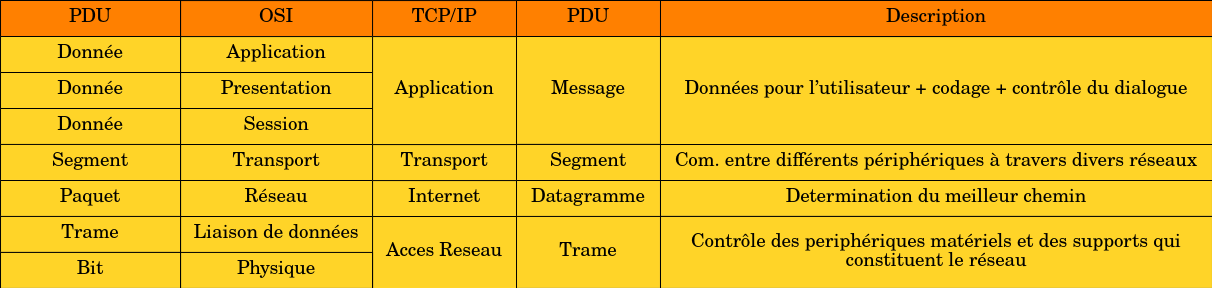 PDU OSI TCP/IP PDU Description
Donnée Application
Donnée Presentation Application Message Données pour l'utilisateur + codage + contrôle du dialogue
Donnée Session
Segment Transport Transport Segment Com. entre différents périphériques à travers divers réseaux
Paquet Réseau Internet Datagramme Determination du meilleur chemin
Trame Liaison de données
Acces Reseau Trame Contrôle des periphériques matériels et des supports qui
constituent le réseau
Bit Physique